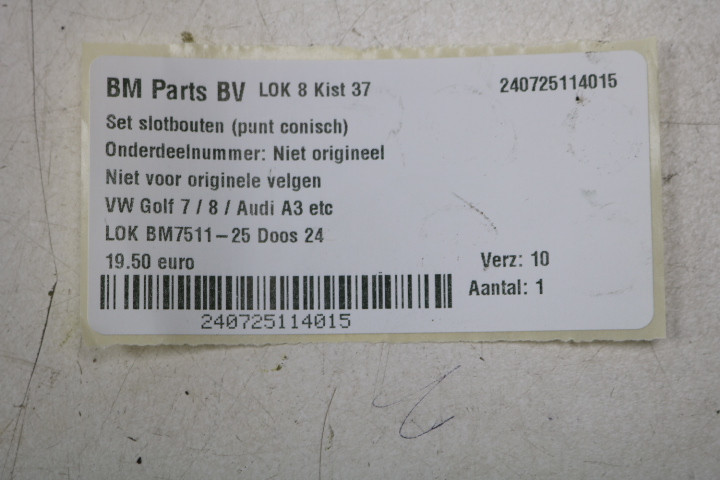 BM Parts BV LOK 8 Kist 37 240725114015
Set slotbouten (punt conisch)
Onderdeelnummer: Niet origineel
Niet voor originele velgen
VW Golf 7 / 8 / Audi A3 etc
LOK BM7511-25 Doos 24
19.50 euro Verz: 10
Aantal: 1
240725114015